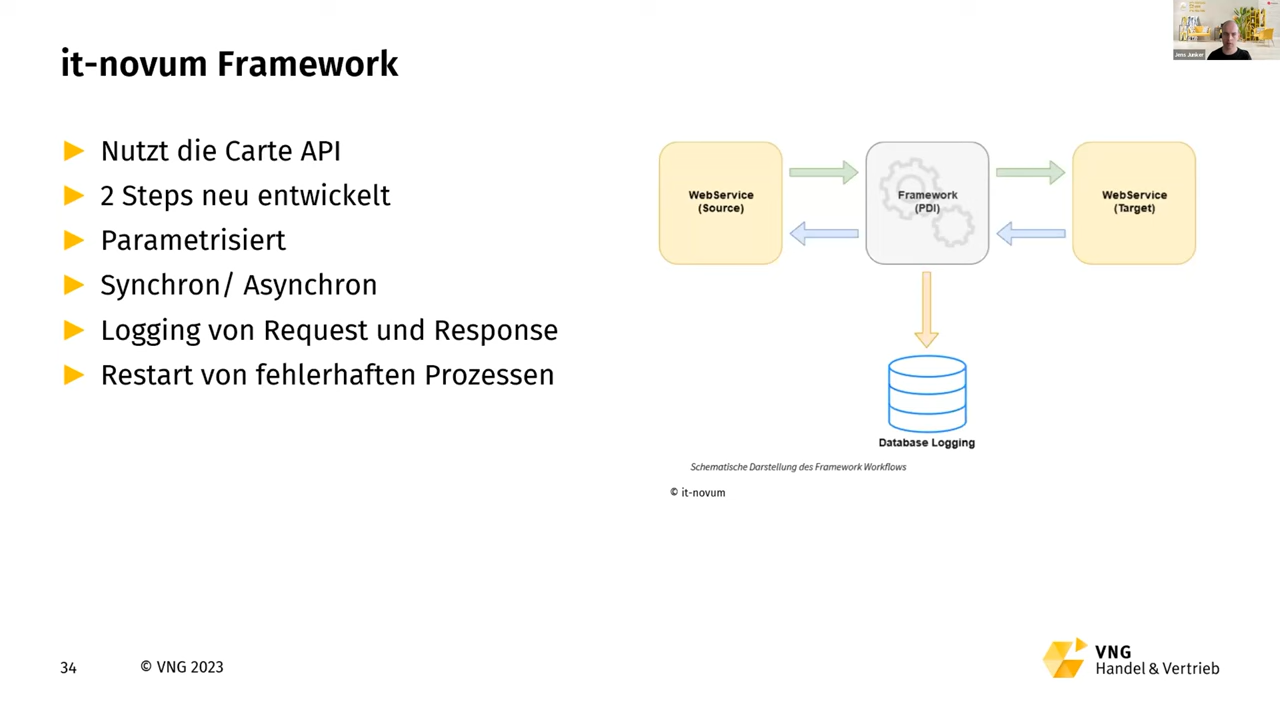 it-novum Framework
Nutzt die Carte API
2 Steps neu entwickelt
Parametrisiert
Synchron/ Asynchron
Logging von Request und Response
Restart von fehlerhaften Prozessen
WebService
(Source)
Framework
(PDI)
WebService
(Target)
Database Logging
Schematische Darstellung des Framework Workflows
© it-novum
34
© VNG 2023
VNG
Handel & Vertrieb
Jens Junker